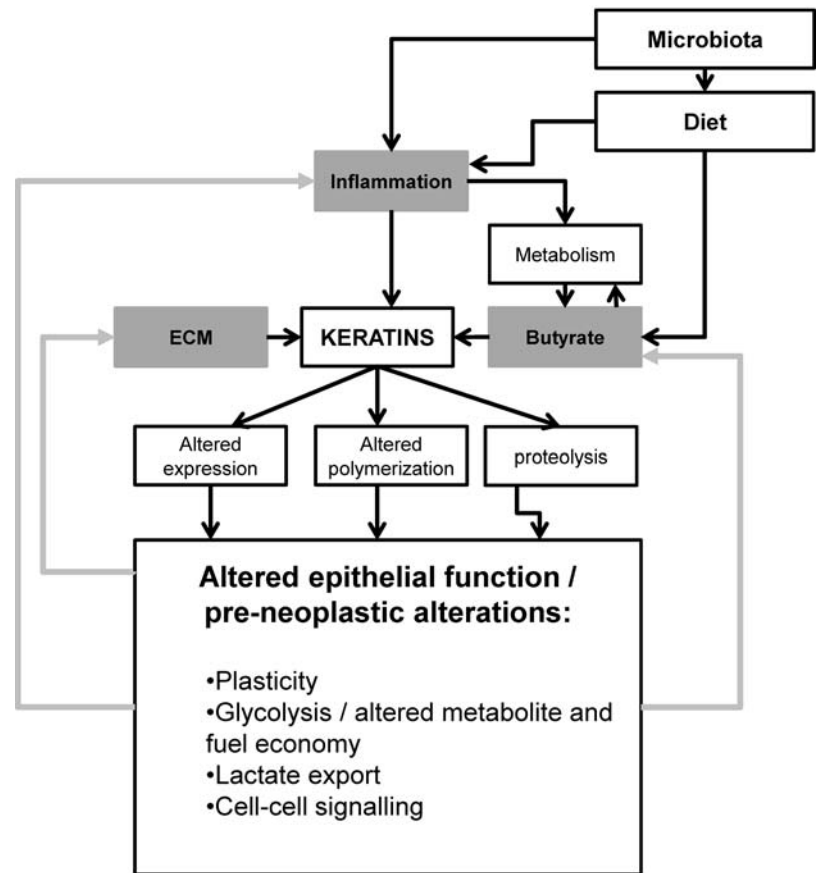 Microbiota
Diet
Inflammation
Metabolism
ECM
KERATINS
Butyrate
Altered
expression
Altered
polymerization
proteolysis
Altered epithelial function /
pre-neoplastic alterations:
•Plasticity
•Glycolysis / altered metabolite and
fuel economy
•Lactate export
•Cell-cell signalling